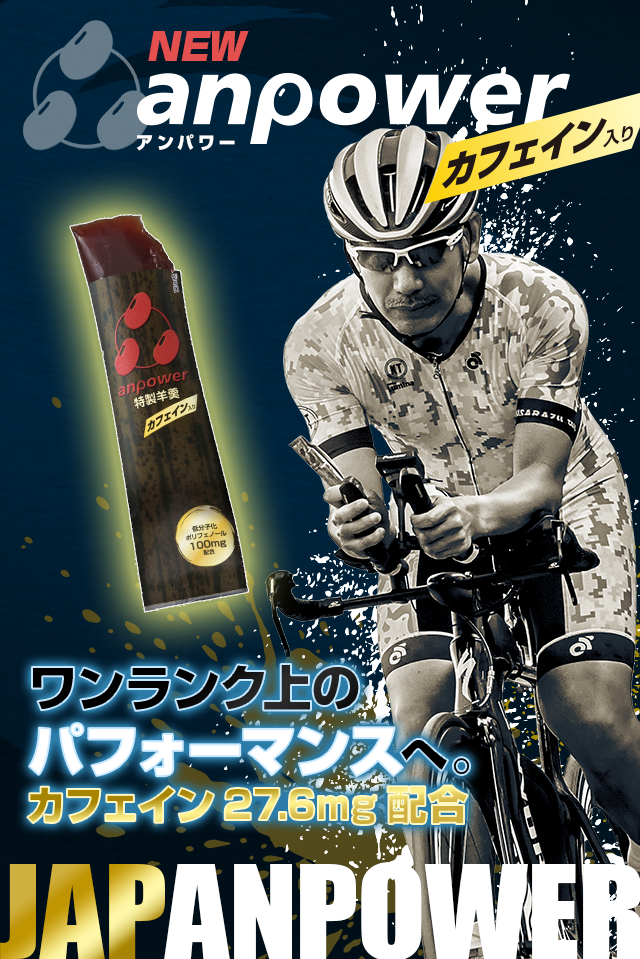 NEW
anpower
アンパワー
カフェイン入り
anpower
特製羊羹
カフェイン入り
低分子化
ポリフェノール
100mg
配合
ワンランク上の
パフォーマンスへ。
カフェイン 27.6mg 配合
JAPANPOWER